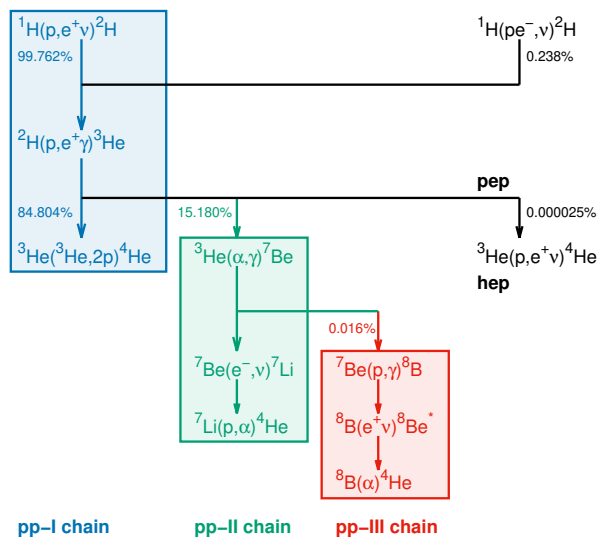 ¹H(p,e⁺ν)²H
¹H(pe⁻,ν)²H
99.762%
0.238%
²H(p,e⁺γ)³He
pep
84.804%
15.180%
0.000025%
³He(³He,2p)⁴He
³He(α,γ)⁷Be
³He(p,e⁺ν)⁴He
hep
0.016%
⁷Be(e⁻,ν)⁷Li
⁷Be(p,γ)⁸B
⁷Li(p,α)⁴He
⁸B(e⁺ν)⁸Be*
⁸B(α)⁴He
pp–I chain
pp–II chain
pp–III chain